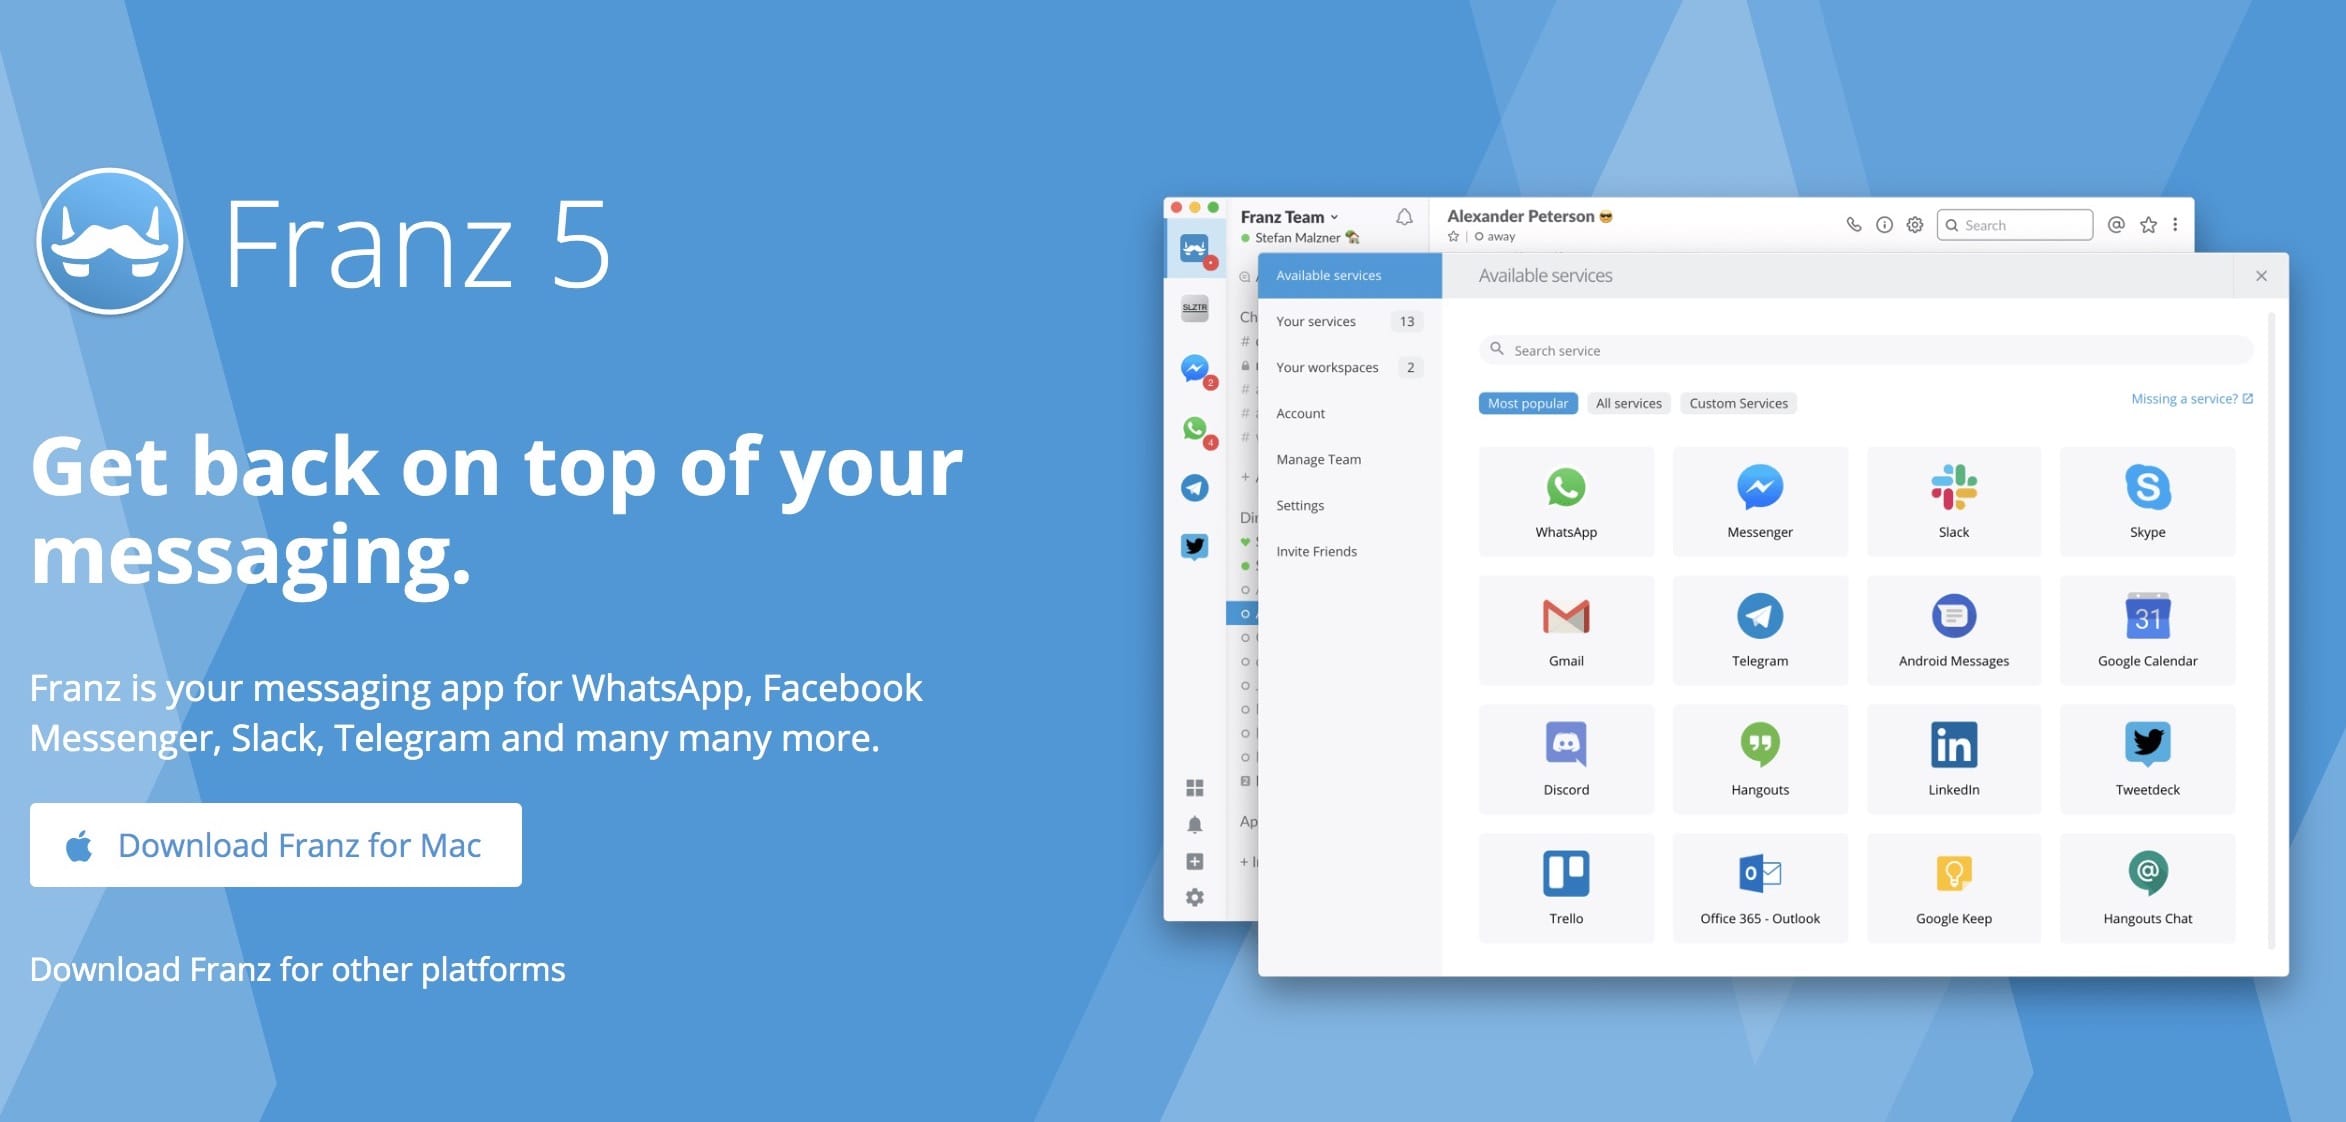 Franz 5
Get back on top of your
messaging.
Franz is your messaging app for WhatsApp, Facebook
Messenger, Slack, Telegram and many many more.
Download Franz for Mac
Download Franz for other platforms
Franz Team
Stefan Malzner
Alexander Peterson
away
Search
SLZTR
2
4
Available services
Your services 13
Your workspaces 2
Account
Manage Team
Settings
Invite Friends
Available services
Search service
Most popular All services Custom Services
Missing a service?
WhatsApp Messenger Slack Skype
31
Gmail Telegram Android Messages Google Calendar
Discord Hangouts LinkedIn Tweetdeck
Trello Office 365 - Outlook Google Keep Hangouts Chat